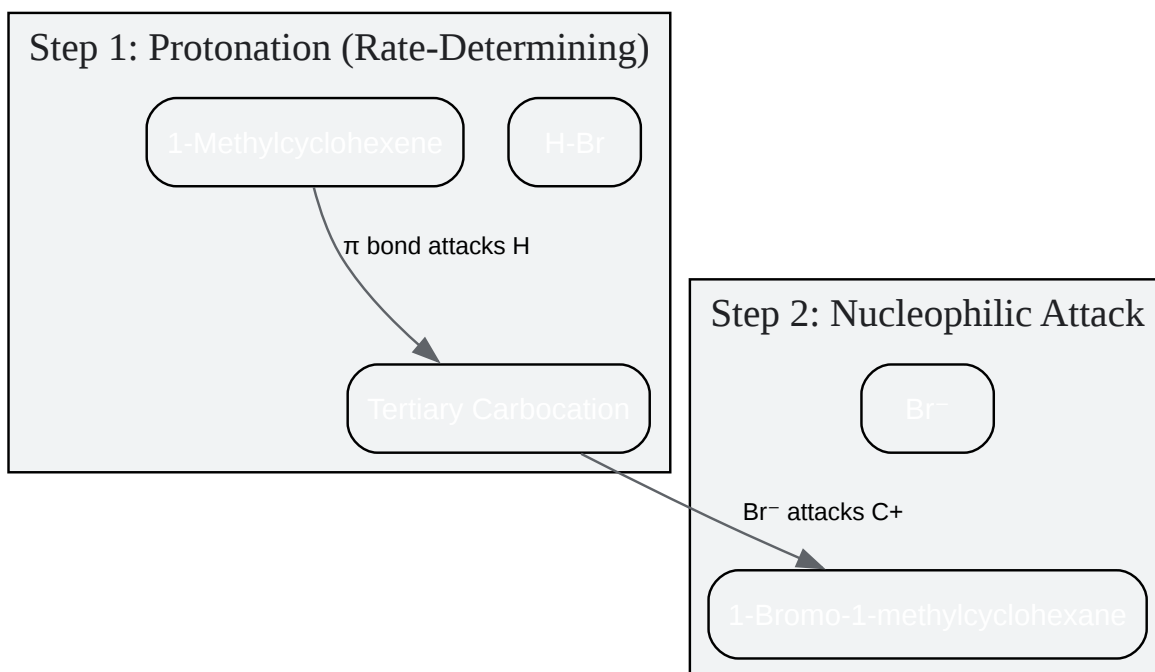 Step 1: Protonation (Rate-Determining)
1-Methylcyclohexene
H-Br
π bond attacks H
Tertiary Carbocation
Step 2: Nucleophilic Attack
Br⁻
Br⁻ attacks C+
1-Bromo-1-methylcyclohexane